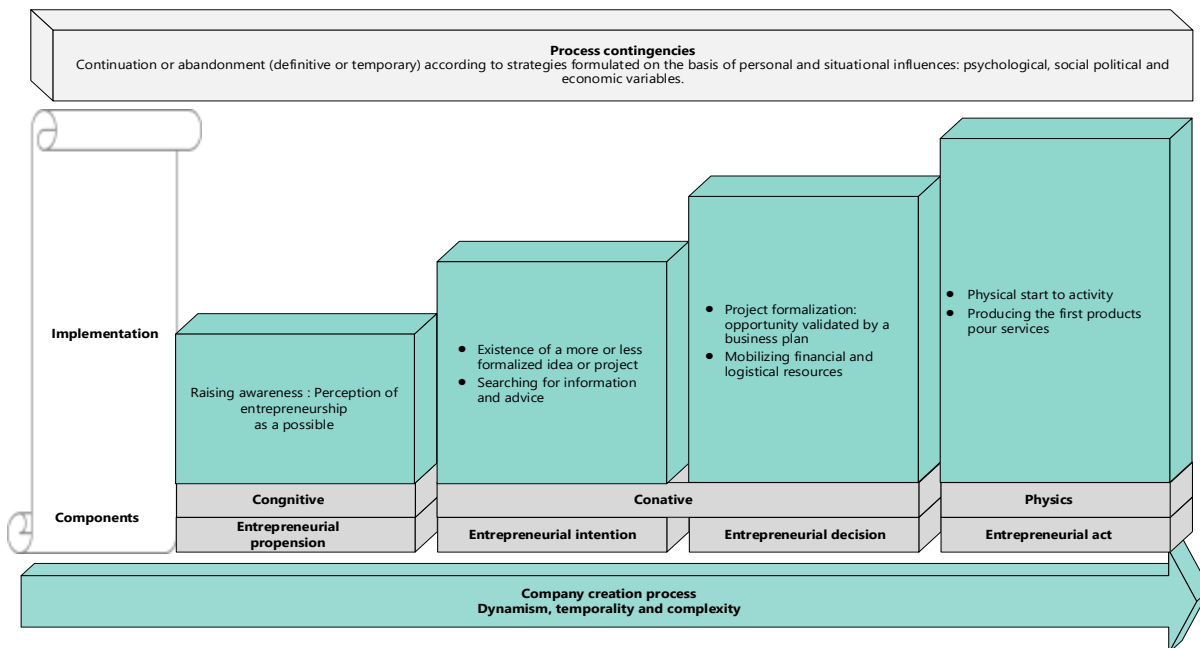 Process contingencies
Continuation or abandonment (definitive or temporary) according to strategies formulated on the basis of personal and situational influences: psychological, social political and
economic variables.
Implementation
Raising awareness : Perception of
entrepreneurship
as a possible
● Existence of a more or less
formalized idea or project
● Searching for information
and advice
● Project formalization:
opportunity validated by a
business plan
● Mobilizing financial and
logistical resources
● Physical start to activity
● Producing the first products
pour services
Components
Congnitive
Conative
Physics
Entrepreneurial
propension
Entrepreneurial intention
Entrepreneurial decision
Entrepreneurial act
Company creation process
Dynamism, temporality and complexity